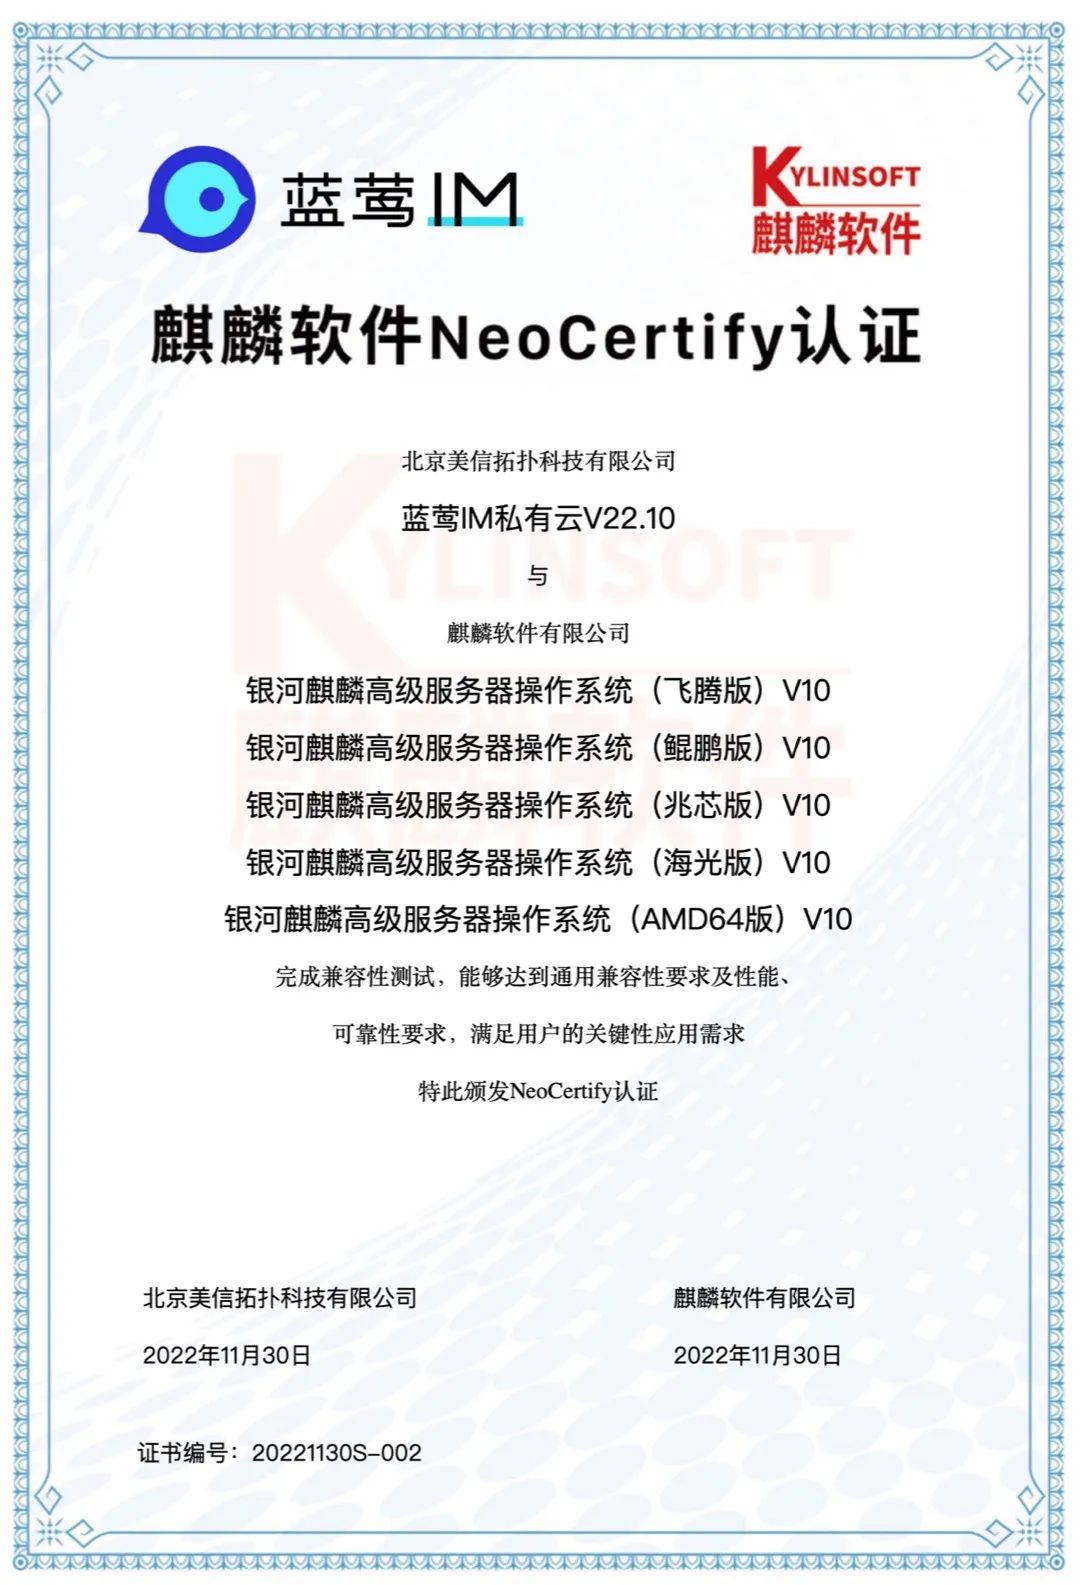 蓝莺IM
KYLINSOFT
麒麟软件
麒麟软件NeoCertify认证
北京美信拓扑科技有限公司
蓝莺IM私有云V22.10
与
麒麟软件有限公司
银河麒麟高级服务器操作系统（飞腾版）V10
银河麒麟高级服务器操作系统（鲲鹏版）V10
银河麒麟高级服务器操作系统（兆芯版）V10
银河麒麟高级服务器操作系统（海光版）V10
银河麒麟高级服务器操作系统（AMD64版）V10
完成兼容性测试，能够达到通用兼容性要求及性能、
可靠性要求，满足用户的关键性应用需求
特此颁发NeoCertify认证
KYLINSOFT
麒麟软件
北京美信拓扑科技有限公司
麒麟软件有限公司
2022年11月30日
2022年11月30日
证书编号：20221130S-002